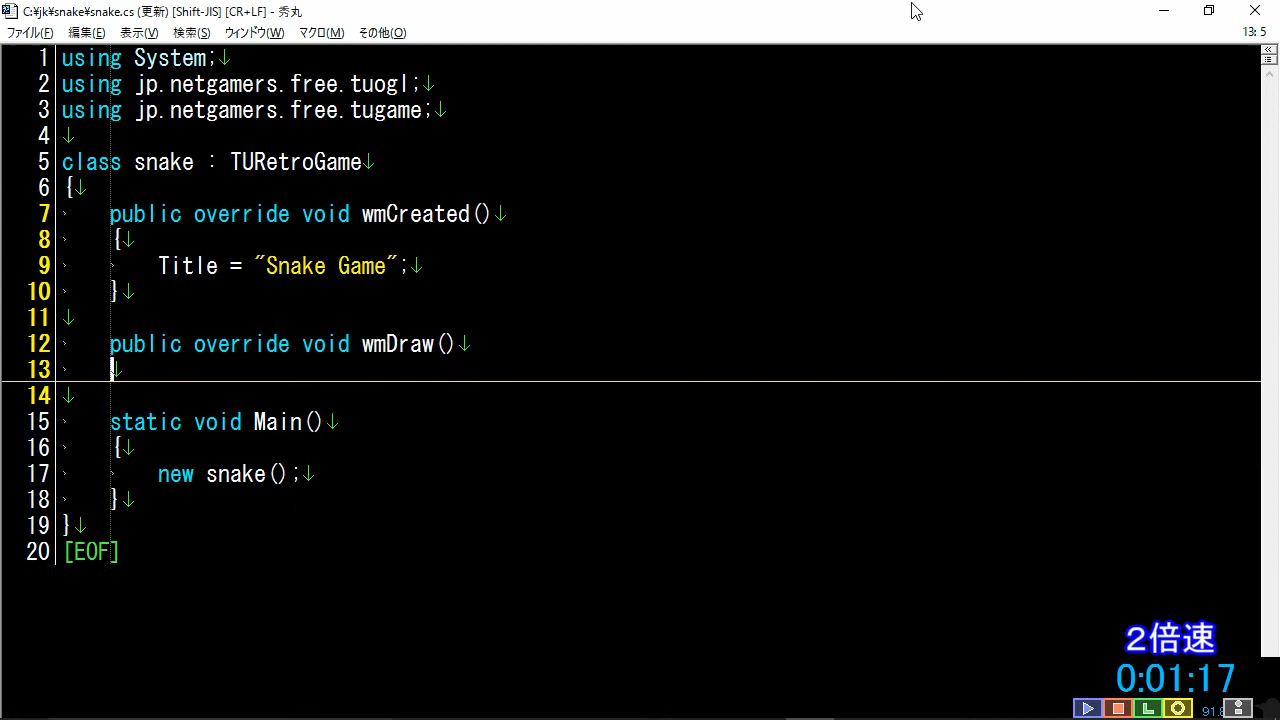 C:¥jk¥snake¥snake.cs (更新) [Shift-JIS] [CR+LF] - 秀丸
ファイル(F) 編集(E) 表示(V) 検索(S) ウィンドウ(W) マクロ(M) その他(O) 13: 5
1 using System;↓
2 using jp.netgamers.free.tuogl;↓
3 using jp.netgamers.free.tugame;↓
4 ↓
5 class snake : TURetroGame↓
6 {↓
7 public override void wmCreated()↓
8 {↓
9 Title = "Snake Game";↓
10 }↓
11 ↓
12 public override void wmDraw()↓
13 ↓
14 ↓
15 static void Main()↓
16 {↓
17 new snake();↓
18 }↓
19 }↓
20 [EOF]
2倍速
0:01:17